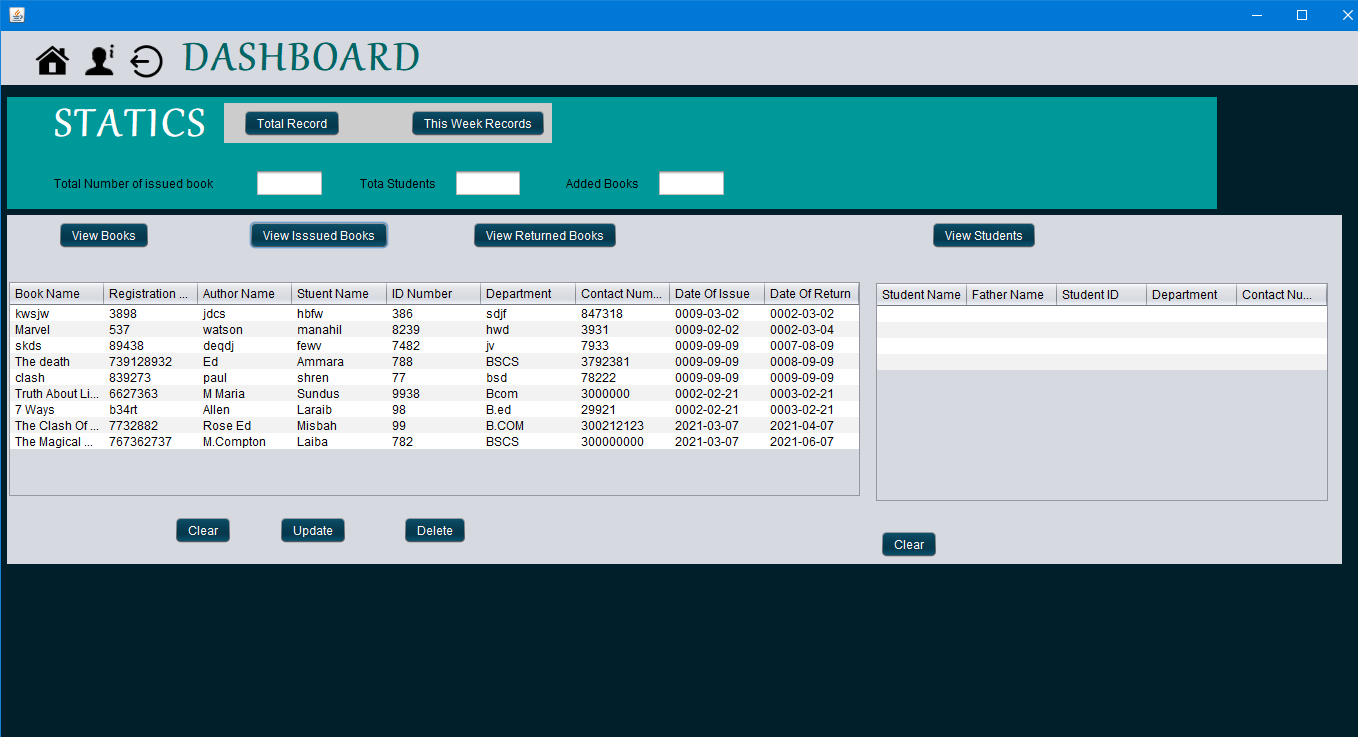 DASHBOARD
STATICS
Total Record This Week Records
Total Number of issued book Tota Students Added Books
View Books View Isssued Books View Returned Books View Students
Book Name Registration ... Author Name Stuent Name ID Number Department Contact Num... Date Of Issue Date Of Return
kwsjw 3898 jdcs hbfw 386 sdjf 847318 0009-03-02 0002-03-02
Marvel 537 watson manahil 8239 hwd 3931 0009-02-02 0002-03-04
skds 89438 deqdj fewv 7482 jv 7933 0009-09-09 0007-08-09
The death 739128932 Ed Ammara 788 BSCS 3792381 0009-09-09 0008-09-09
clash 839273 paul shren 77 bsd 78222 0009-09-09 0009-09-09
Truth About Li... 6627363 M Maria Sundus 9938 Bcom 3000000 0002-02-21 0003-02-21
7 Ways b34rt Allen Laraib 98 B.ed 29921 0002-02-21 0003-02-21
The Clash Of ... 7732882 Rose Ed Misbah 99 B.COM 300212123 2021-03-07 2021-04-07
The Magical ... 767362737 M.Compton Laiba 782 BSCS 300000000 2021-03-07 2021-06-07
Student Name Father Name Student ID Department Contact Nu...
Clear Update Delete
Clear